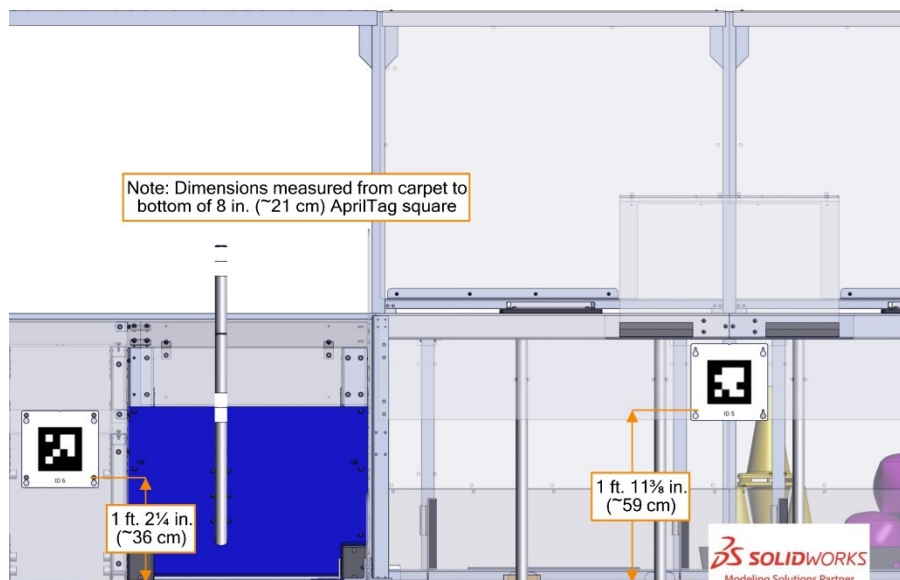 Note: Dimensions measured from carpet to
bottom of 8 in. (~21 cm) AprilTag square
ID 6
ID 5
1 ft. 2¼ in.
(~36 cm)
1 ft. 11⅜ in.
(~59 cm)
SOLIDWORKS
Modeling Solutions Partner